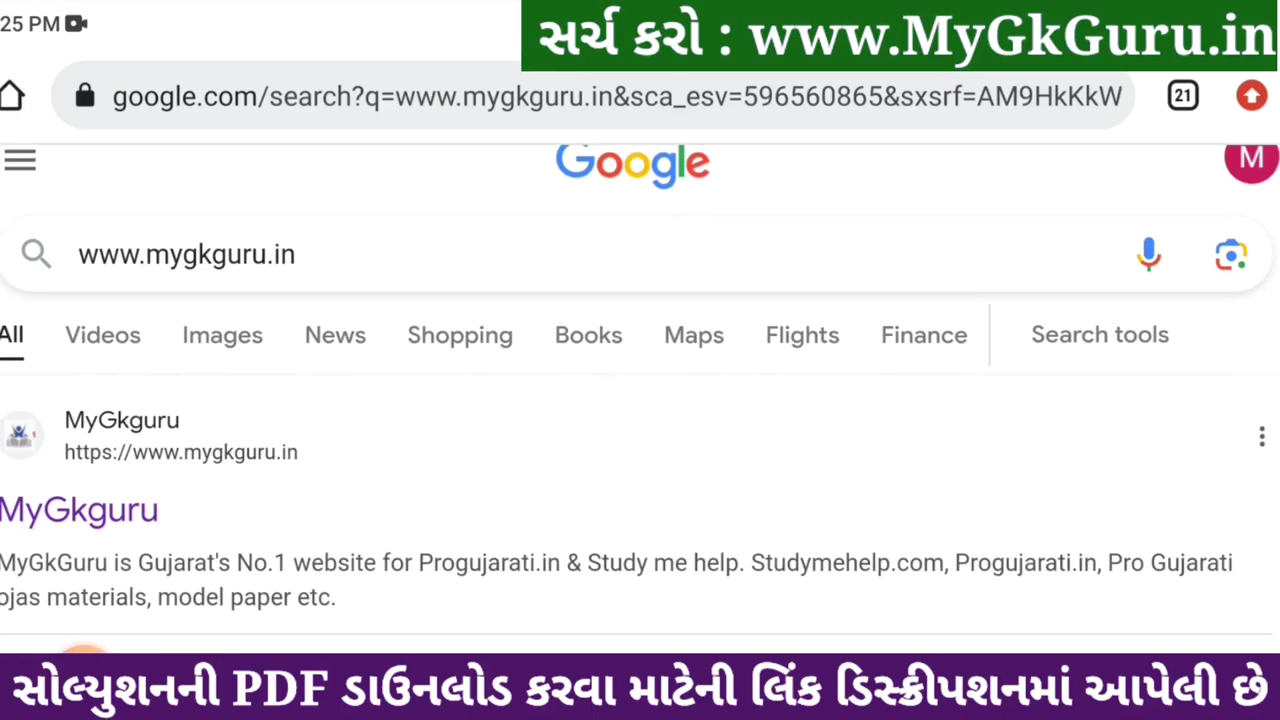 25 PM
સર્ચ કરો : www.MyGkGuru.in
google.com/search?q=www.mygkguru.in&sca_esv=596560865&sxsrf=AM9HkKkW
21
Google
M
www.mygkguru.in
All Videos Images News Shopping Books Maps Flights Finance Search tools
MyGkguru
https://www.mygkguru.in
MyGkguru
MyGkGuru is Gujarat's No.1 website for Progujarati.in & Study me help. Studymehelp.com, Progujarati.in, Pro Gujarati
ojas materials, model paper etc.
સોલ્યુશનની PDF ડાઉનલોડ કરવા માટેની લિંક ડિસ્ક્રીપશનમાં આપેલી છે